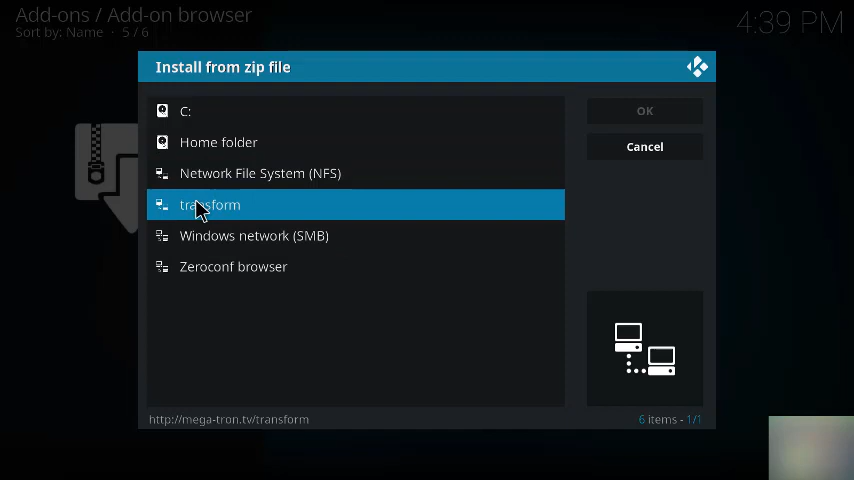 Add-ons / Add-on browser
Sort by: Name · 5 / 6
4:39 PM
Install from zip file
C:
OK
Home folder
Cancel
Network File System (NFS)
transform
Windows network (SMB)
Zeroconf browser
http://mega-tron.tv/transform
6 items - 1/1